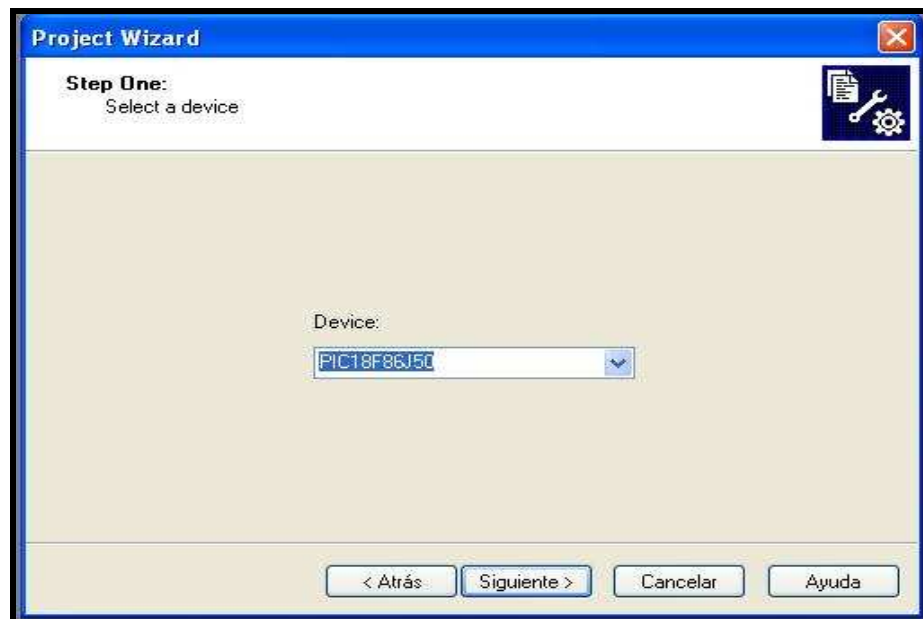 Project Wizard
Step One:
Select a device
Device:
PIC18F86J50
< Atrás Siguiente > Cancelar Ayuda